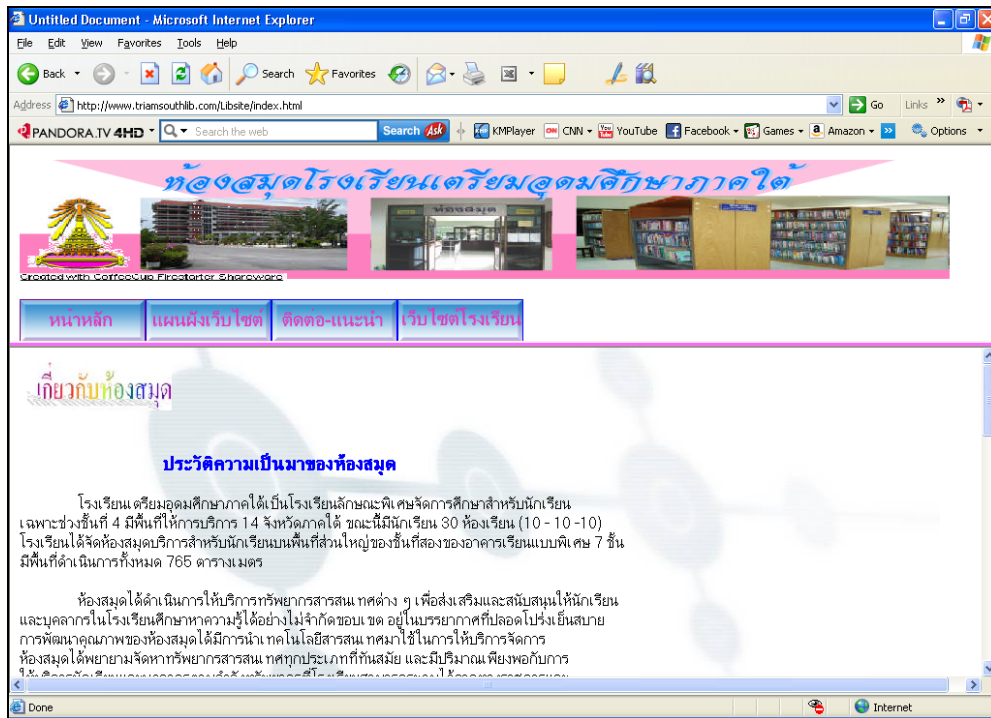 Untitled Document - Microsoft Internet Explorer
File Edit View Favorites Tools Help
Back Search Favorites
Address http://www.triamsouthlib.com/Libsite/index.html Go Links »
PANDORA.TV 4HD Search the web Search Ask KMPlayer CNN YouTube Facebook Games Amazon » Options
ห้องสมุดโรงเรียนเตรียมอุดมศึกษาภาคใต้
ห้องสมุด
Created with CoffeeCup Firestarter Shareware
หน้าหลัก แผนผังเว็บไซต์ ติดต่อ-แนะนำ เว็บไซต์โรงเรียน
เกี่ยวกับห้องสมุด
ประวัติความเป็นมาของห้องสมุด
โรงเรียนเตรียมอุดมศึกษาภาคใต้เป็นโรงเรียนลักษณะพิเศษจัดการศึกษาสำหรับนักเรียน
เฉพาะช่วงชั้นที่ 4 มีพื้นที่ให้การบริการ 14 จังหวัดภาคใต้ ขณะนี้มีนักเรียน 30 ห้องเรียน (10 - 10 -10)
โรงเรียนได้จัดห้องสมุดบริการสำหรับนักเรียนบนพื้นที่ส่วนใหญ่ของชั้นที่สองของอาคารเรียนแบบพิเศษ 7 ชั้น
มีพื้นที่ดำเนินการทั้งหมด 765 ตารางเมตร
ห้องสมุดได้ดำเนินการให้บริการทรัพยากรสารสนเทศต่าง ๆ เพื่อส่งเสริมและสนับสนุนให้นักเรียน
และบุคลากรในโรงเรียนศึกษาหาความรู้ได้อย่างไม่จำกัดขอบเขต อยู่ในบรรยากาศที่ปลอดโปร่งเย็นสบาย
การพัฒนาคุณภาพของห้องสมุดได้มีการนำเทคโนโลยีสารสนเทศมาใช้ในการให้บริการจัดการ
ห้องสมุดได้พยายามจัดหาทรัพยากรสารสนเทศทุกประเภทที่ทันสมัย และมีปริมาณเพียงพอกับการ
Done Internet